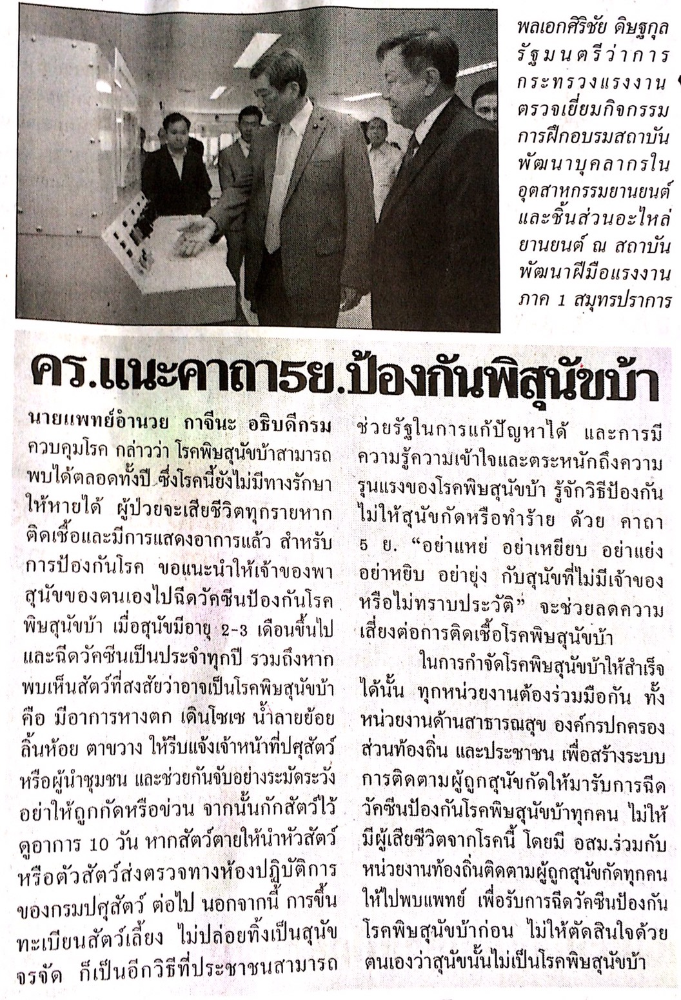 พลเอกศิริชัย ดิษฐกุล
รัฐมนตรีว่าการ
กระทรวงแรงงาน
ตรวจเยี่ยมกิจกรรม
การฝึกอบรมสถาบัน
พัฒนาบุคลากรใน
อุตสาหกรรมยานยนต์
และชิ้นส่วนอะไหล่
ยานยนต์ ณ สถาบัน
พัฒนาฝีมือแรงงาน
ภาค 1 สมุทรปราการ
คร.แนะคาถา5ย.ป้องกันพิสุนัขบ้า
นายแพทย์อำนวย กาจีนะ อธิบดีกรม
ควบคุมโรค กล่าวว่า โรคพิษสุนัขบ้าสามารถ
พบได้ตลอดทั้งปี ซึ่งโรคนี้ยังไม่มีทางรักษา
ให้หายได้ ผู้ป่วยจะเสียชีวิตทุกรายหาก
ติดเชื้อและมีการแสดงอาการแล้ว สำหรับ
การป้องกันโรค ขอแนะนำให้เจ้าของพา
สุนัขของตนเองไปฉีดวัคซีนป้องกันโรค
พิษสุนัขบ้า เมื่อสุนัขมีอายุ 2-3 เดือนขึ้นไป
และฉีดวัคซีนเป็นประจำทุกปี รวมถึงหาก
พบเห็นสัตว์ที่สงสัยว่าอาจเป็นโรคพิษสุนัขบ้า
คือ มีอาการหางตก เดินโซเซ น้ำลายย้อย
ลิ้นห้อย ตาขวาง ให้รีบแจ้งเจ้าหน้าที่ปศุสัตว์
หรือผู้นำชุมชน และช่วยกันจับอย่างระมัดระวัง
อย่าให้ถูกกัดหรือข่วน จากนั้นกักสัตว์ไว้
ดูอาการ 10 วัน หากสัตว์ตายให้นำหัวสัตว์
หรือตัวสัตว์ส่งตรวจทางห้องปฏิบัติการ
ของกรมปศุสัตว์ ต่อไป นอกจากนี้ การขึ้น
ทะเบียนสัตว์เลี้ยง ไม่ปล่อยทิ้งเป็นสุนัข
จรจัด ก็เป็นอีกวิธีที่ประชาชนสามารถ
ช่วยรัฐในการแก้ปัญหาได้ และการมี
ความรู้ความเข้าใจและตระหนักถึงความ
รุนแรงของโรคพิษสุนัขบ้า รู้จักวิธีป้องกัน
ไม่ให้สุนัขกัดหรือทำร้าย ด้วย คาถา
5 ย. “อย่าแหย่ อย่าเหยียบ อย่าแย่ง
อย่าหยิบ อย่ายุ่ง กับสุนัขที่ไม่มีเจ้าของ
หรือไม่ทราบประวัติ” จะช่วยลดความ
เสี่ยงต่อการติดเชื้อโรคพิษสุนัขบ้า
ในการกำจัดโรคพิษสุนัขบ้าให้สำเร็จ
ได้นั้น ทุกหน่วยงานต้องร่วมมือกัน ทั้ง
หน่วยงานด้านสาธารณสุข องค์กรปกครอง
ส่วนท้องถิ่น และประชาชน เพื่อสร้างระบบ
การติดตามผู้ถูกสุนัขกัดให้มารับการฉีด
วัคซีนป้องกันโรคพิษสุนัขบ้าทุกคน ไม่ให้
มีผู้เสียชีวิตจากโรคนี้ โดยมี อสม.ร่วมกับ
หน่วยงานท้องถิ่นติดตามผู้ถูกสุนัขกัดทุกคน
ให้ไปพบแพทย์ เพื่อรับการฉีดวัคซีนป้องกัน
โรคพิษสุนัขบ้าก่อน ไม่ให้ตัดสินใจด้วย
ตนเองว่าสุนัขนั้นไม่เป็นโรคพิษสุนัขบ้า